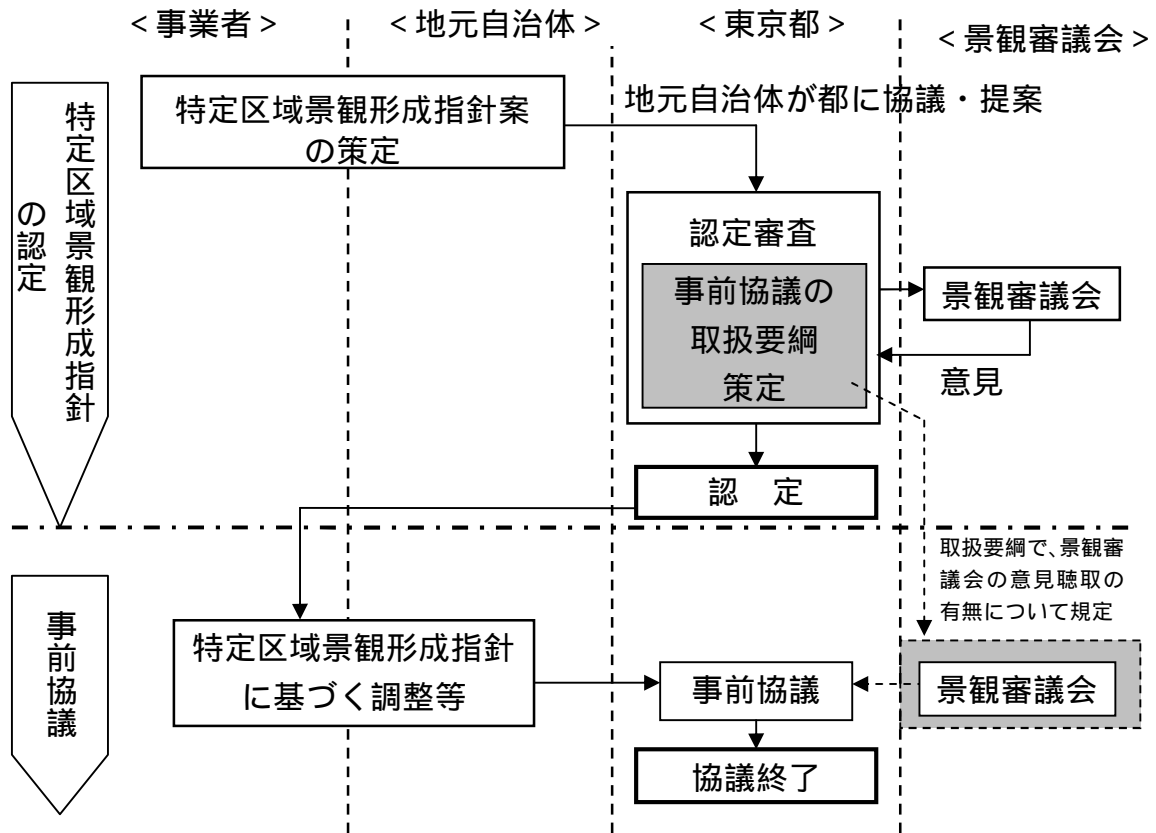 <事業者>
<地元自治体>
<東京都>
<景観審議会>
特定区域景観形成指針
の認定
特定区域景観形成指針案
の策定
地元自治体が都に協議・提案
認定審査
事前協議の
取扱要綱
策定
景観審議会
意見
認 定
取扱要綱で、景観審
議会の意見聴取の
有無について規定
事前協議
特定区域景観形成指針
に基づく調整等
事前協議
景観審議会
協議終了